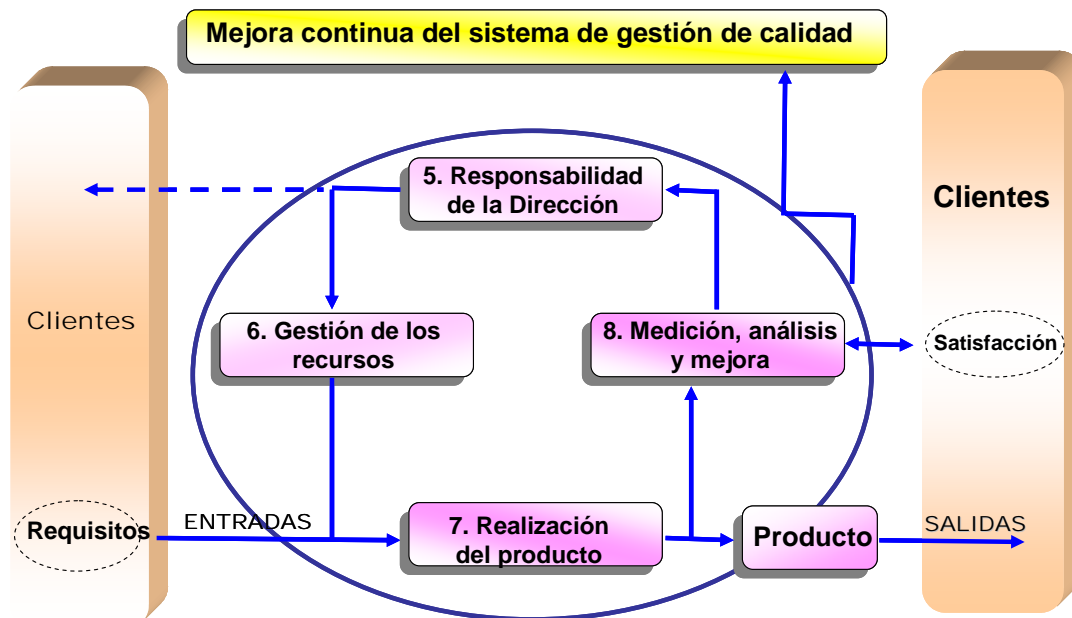 Mejora continua del sistema de gestión de calidad
5. Responsabilidad
de la Dirección
Clientes
Clientes
6. Gestión de los
recursos
8. Medición, análisis
y mejora
Satisfacción
Requisitos
ENTRADAS
7. Realización
del producto
Producto
SALIDAS